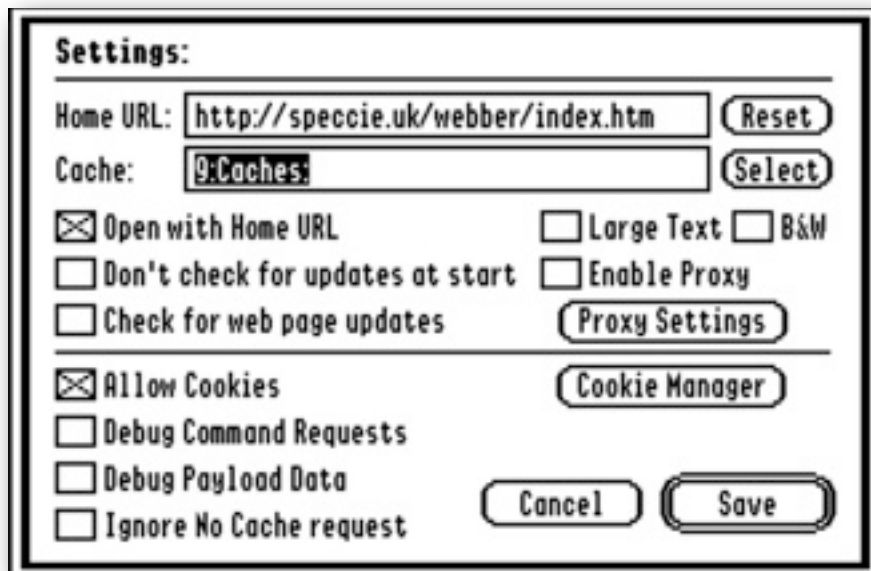 Settings:
Home URL: http://speccie.uk/webber/index.htm Reset
Cache: 9:Caches: Select
Open with Home URL Large Text B&W
Don't check for updates at start Enable Proxy
Check for web page updates Proxy Settings
Allow Cookies Cookie Manager
Debug Command Requests
Debug Payload Data
Cancel Save
Ignore No Cache request